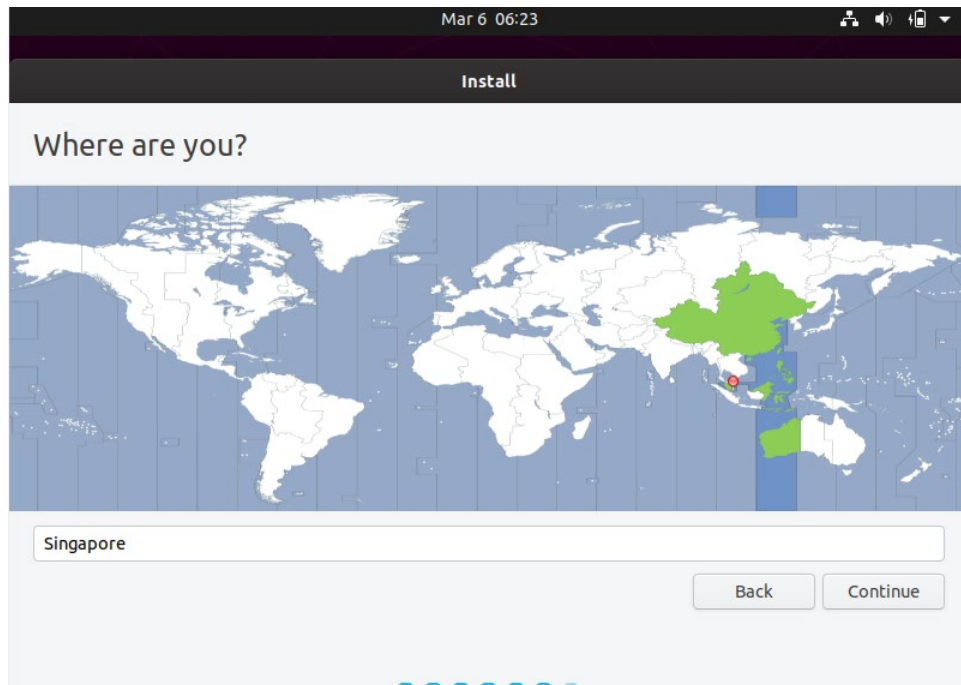 Mar 6 06:23
Install
Where are you?
Singapore
Back
Continue